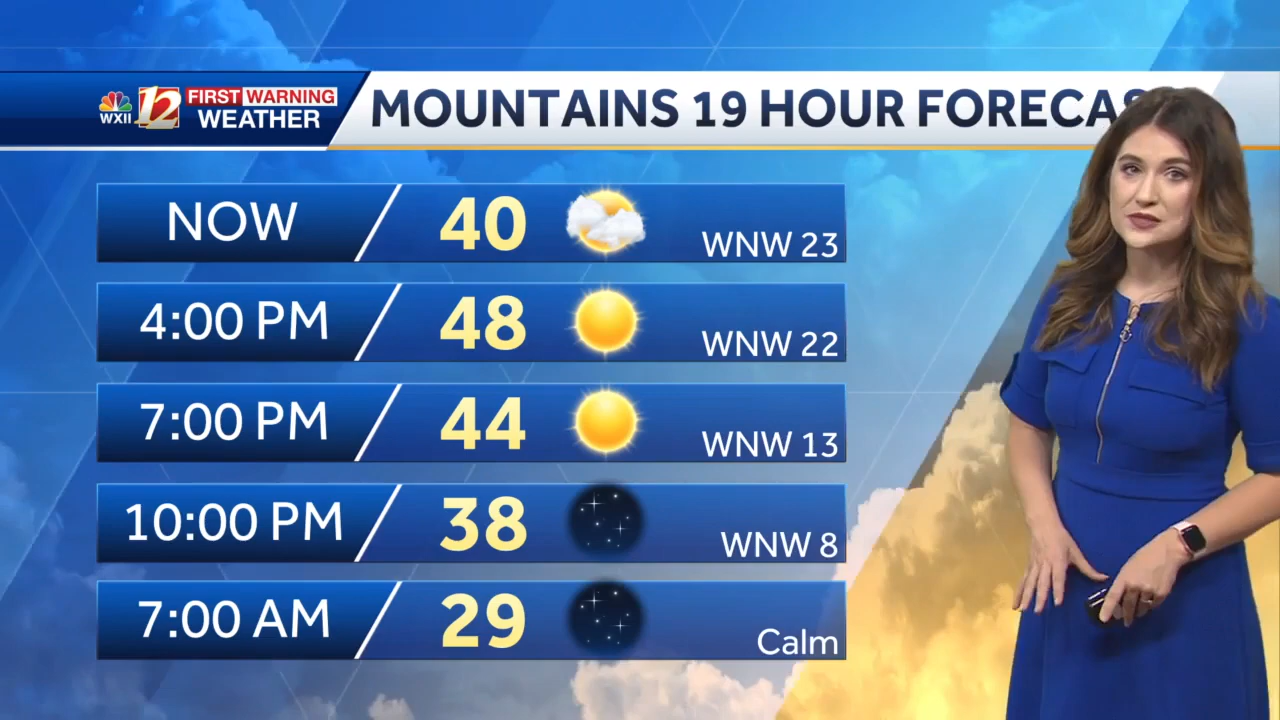 WXII 12 FIRST WARNING
WEATHER
MOUNTAINS 19 HOUR FORECAS
NOW 40 WNW 23
4:00 PM 48 WNW 22
7:00 PM 44 WNW 13
10:00 PM 38 WNW 8
7:00 AM 29 Calm